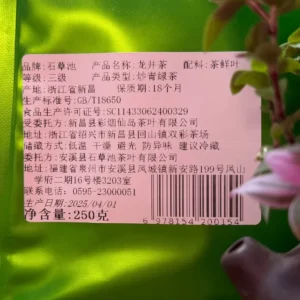 品牌:石草池 产品名称:龙井茶 配料:茶鲜叶
等级:三级 产品类型:炒青绿茶
产地:浙江省新昌 保质期:18个月
生产标准号:GB/T18650
食品生产许可证号:SC11433062400329
受委托方:新昌县彩烟仙岛茶叶有限公司
地址:浙江省绍兴市新昌县回山镇双彩茶场
储藏方式:低温 干燥 避光 防异味 建议冷藏
委托方:安溪县石草池茶叶有限公司
地址:福建省泉州市安溪县凤城镇新安路199号凤山
学府二期16号楼3203室
联系电话:0595-23000051
生产日期:2025/04/01
净含量:250克
6 978154 200154